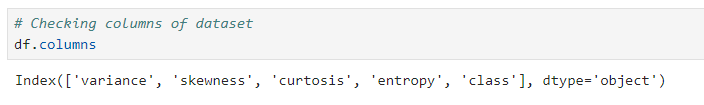 # Checking columns of dataset
df.columns
Index(['variance', 'skewness', 'curtosis', 'entropy', 'class'], dtype='object')